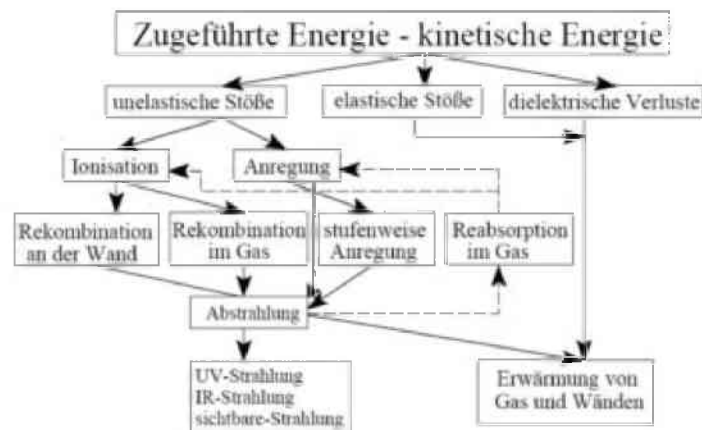 Zugeführte Energie - kinetische Energie
unelastische Stöße
elastische Stöße
dielektrische Verluste
Ionisation
Anregung
Rekombination
an der Wand
Rekombination
im Gas
stufenweise
Anregung
Reabsorption
im Gas
Abstrahlung
UV-Strahlung
IR-Strahlung
sichtbare-Strahlung
Erwärmung von
Gas und Wänden